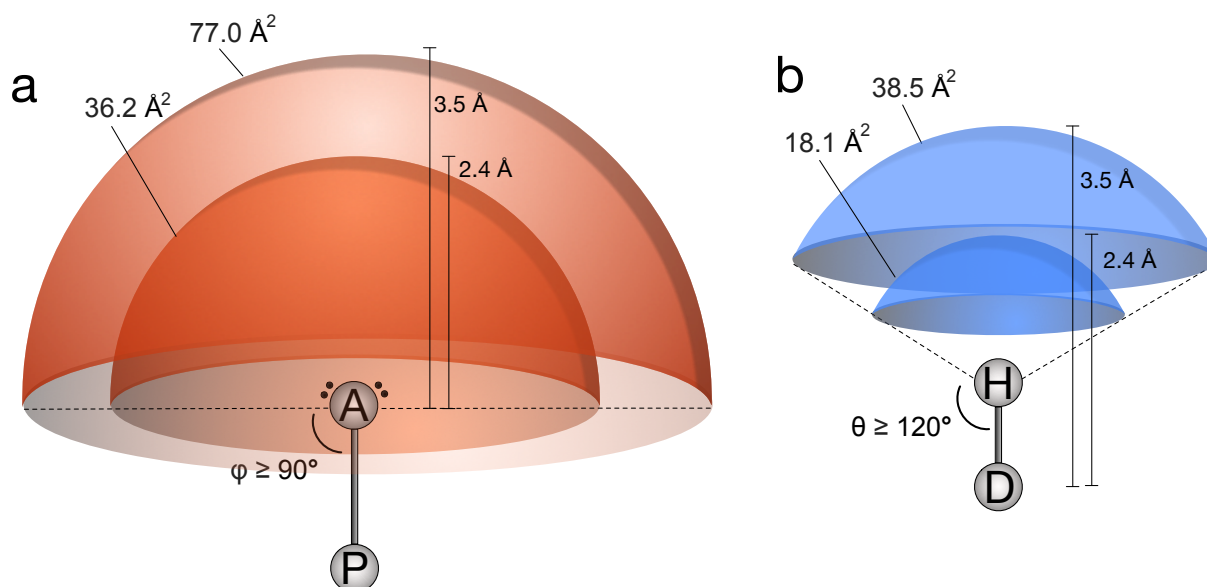 a
77.0 Å²
36.2 Å²
3.5 Å
2.4 Å
A
φ ≥ 90°
P
b
38.5 Å²
18.1 Å²
3.5 Å
2.4 Å
H
θ ≥ 120°
D